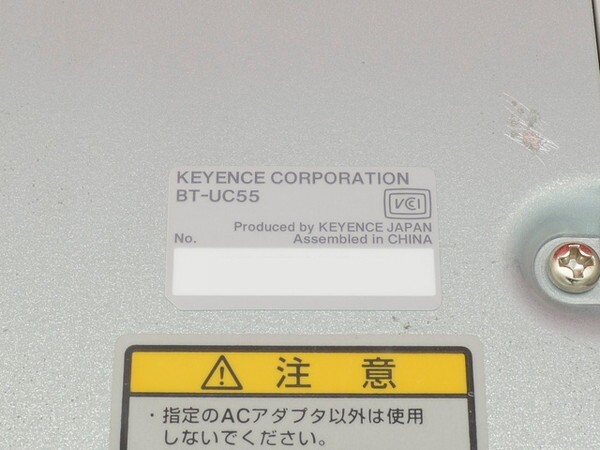 KEYENCE CORPORATION
BT-UC55
VCI
Produced by KEYENCE JAPAN
No. Assembled in CHINA
注意
・指定のACアダプタ以外は使用
しないでください。